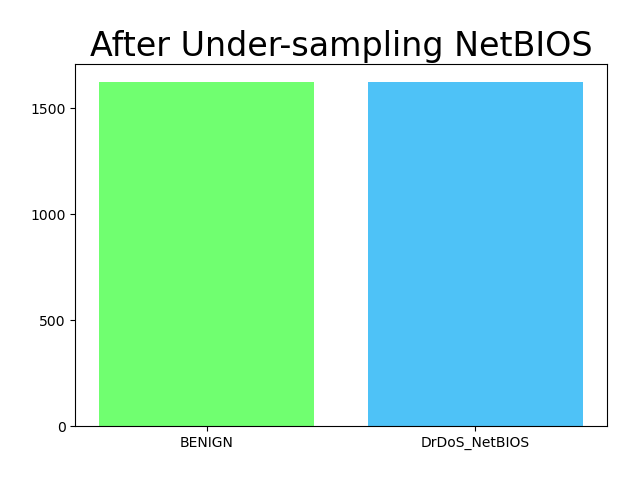 After Under-sampling NetBIOS
1500
1000
500
0
BENIGN
DrDoS_NetBIOS